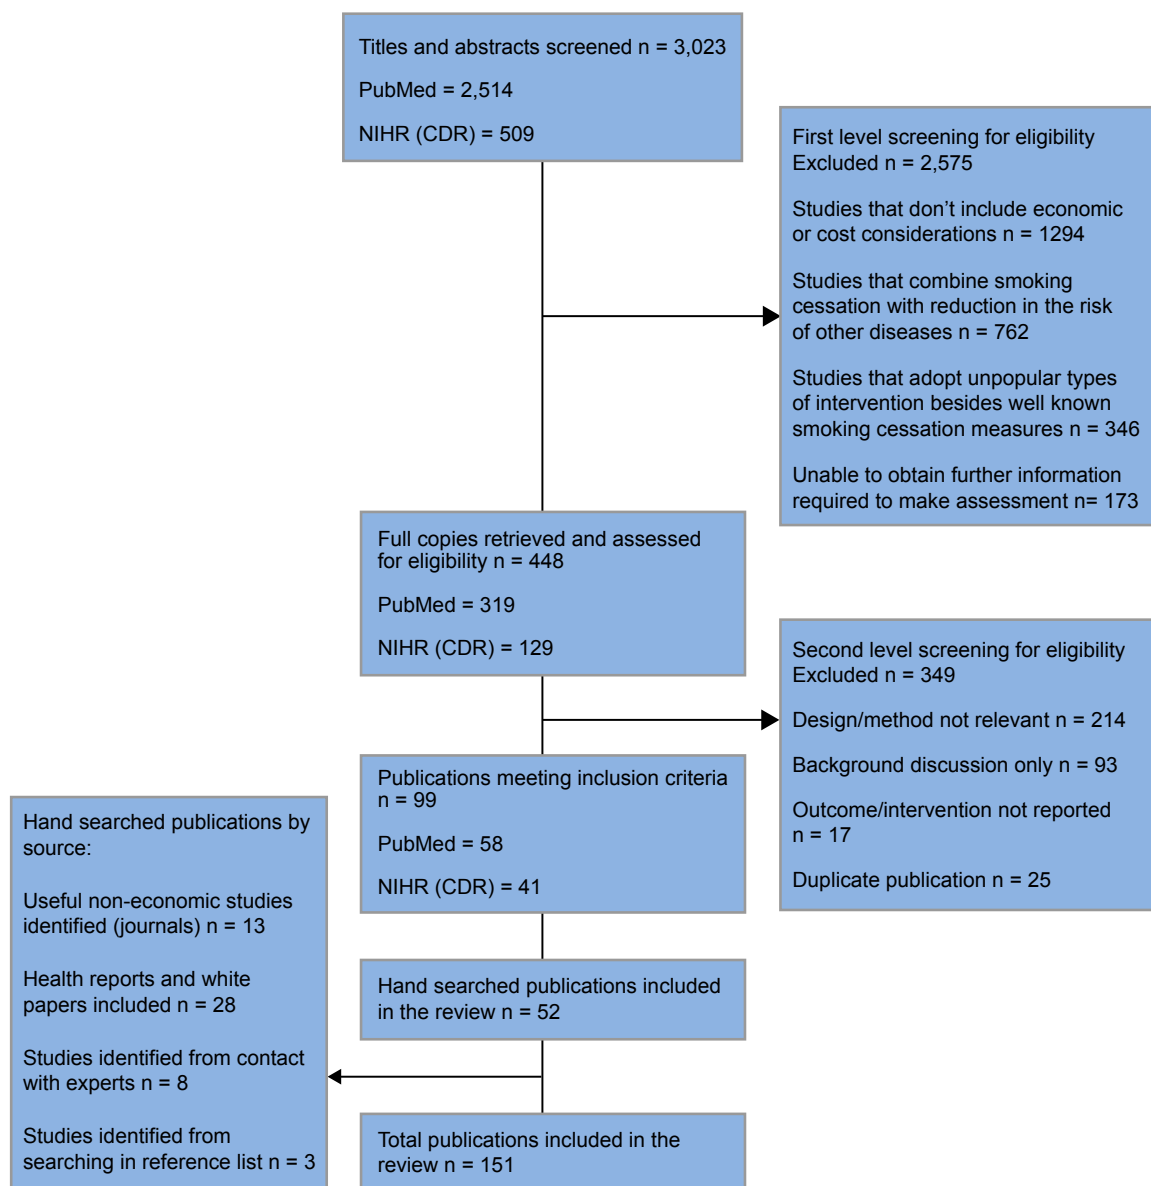 Titles and abstracts screened n = 3,023
PubMed = 2,514
NIHR (CDR) = 509
First level screening for eligibility
Excluded n = 2,575
Studies that don't include economic
or cost considerations n = 1294
Studies that combine smoking
cessation with reduction in the risk
of other diseases n = 762
Studies that adopt unpopular types
of intervention besides well known
smoking cessation measures n = 346
Unable to obtain further information
required to make assessment n= 173
Full copies retrieved and assessed
for eligibility n = 448
PubMed = 319
NIHR (CDR) = 129
Second level screening for eligibility
Excluded n = 349
Design/method not relevant n = 214
Background discussion only n = 93
Outcome/intervention not reported
n = 17
Duplicate publication n = 25
Publications meeting inclusion criteria
n = 99
PubMed = 58
NIHR (CDR) = 41
Hand searched publications by
source:
Useful non-economic studies
identified (journals) n = 13
Health reports and white
papers included n = 28
Studies identified from contact
with experts n = 8
Studies identified from
searching in reference list n = 3
Hand searched publications included
in the review n = 52
Total publications included in the
review n = 151